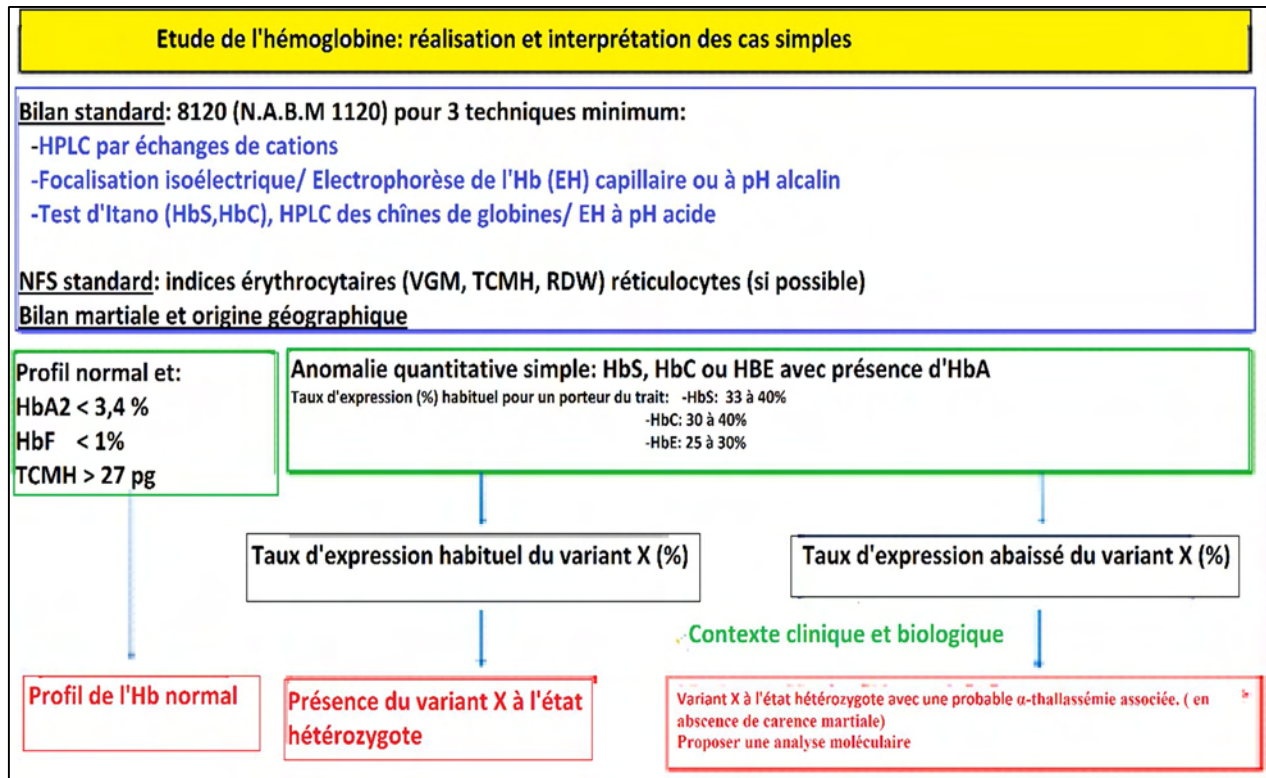 Etude de l'hémoglobine: réalisation et interprétation des cas simples
Bilan standard: 8120 (N.A.B.M 1120) pour 3 techniques minimum:
-HPLC par échanges de cations
-Focalisation isoélectrique/ Electrophorèse de l'Hb (EH) capillaire ou à pH alcalin
-Test d'Itano (HbS,HbC), HPLC des chînes de globines/ EH à pH acide
NFS standard: indices érythrocytaires (VGM, TCMH, RDW) réticulocytes (si possible)
Bilan martiale et origine géographique
Profil normal et:
HbA2 < 3,4 %
HbF < 1%
TCMH > 27 pg
Anomalie quantitative simple: HbS, HbC ou HBE avec présence d'HbA
Taux d'expression (%) habituel pour un porteur du trait: -HbS: 33 à 40%
-HbC: 30 à 40%
-HbE: 25 à 30%
Taux d'expression habituel du variant X (%)
Taux d'expression abaissé du variant X (%)
Contexte clinique et biologique
Profil de l'Hb normal
Présence du variant X à l'état
hétérozygote
Variant X à l'état hétérozygote avec une probable α-thallassémie associée. ( en
absence de carence martiale)
Proposer une analyse moléculaire